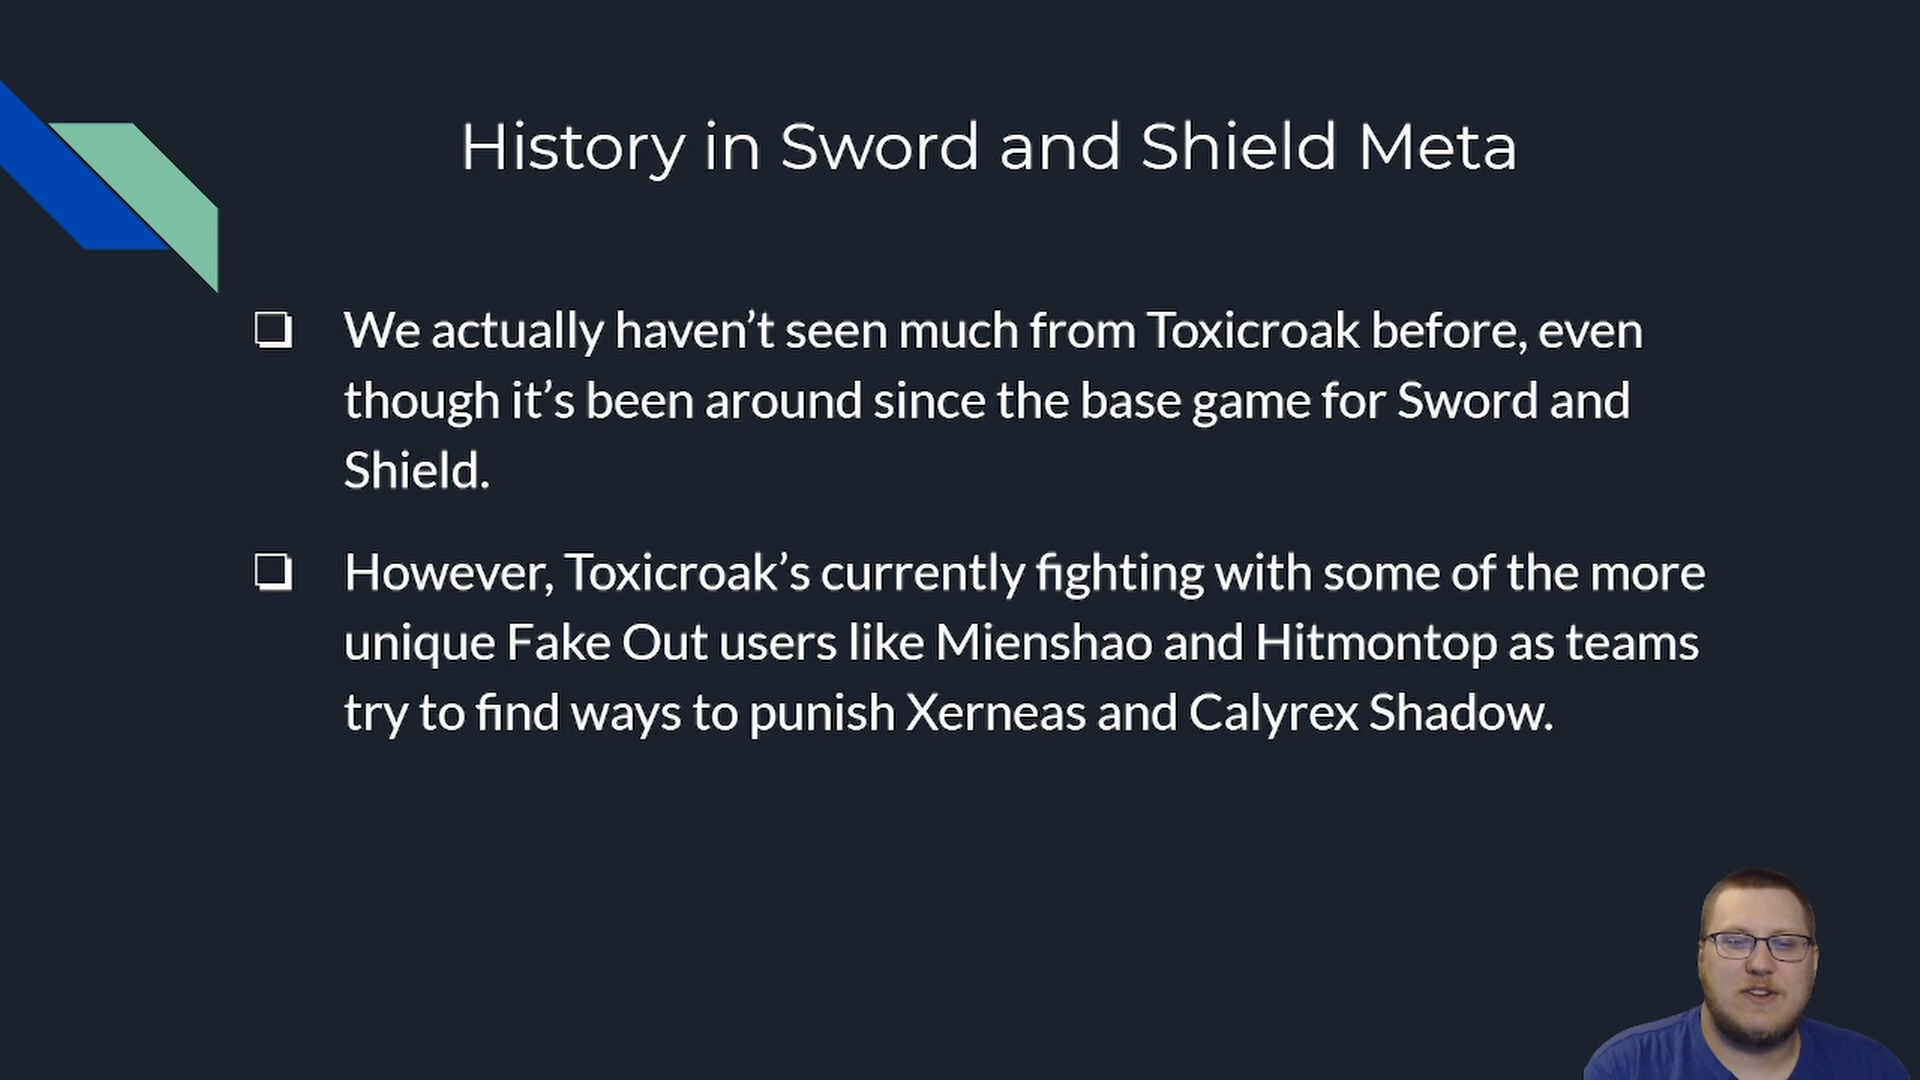 History in Sword and Shield Meta
❏ We actually haven’t seen much from Toxicroak before, even
though it’s been around since the base game for Sword and
Shield.
❏ However, Toxicroak’s currently fighting with some of the more
unique Fake Out users like Mienshao and Hitmontop as teams
try to find ways to punish Xerneas and Calyrex Shadow.